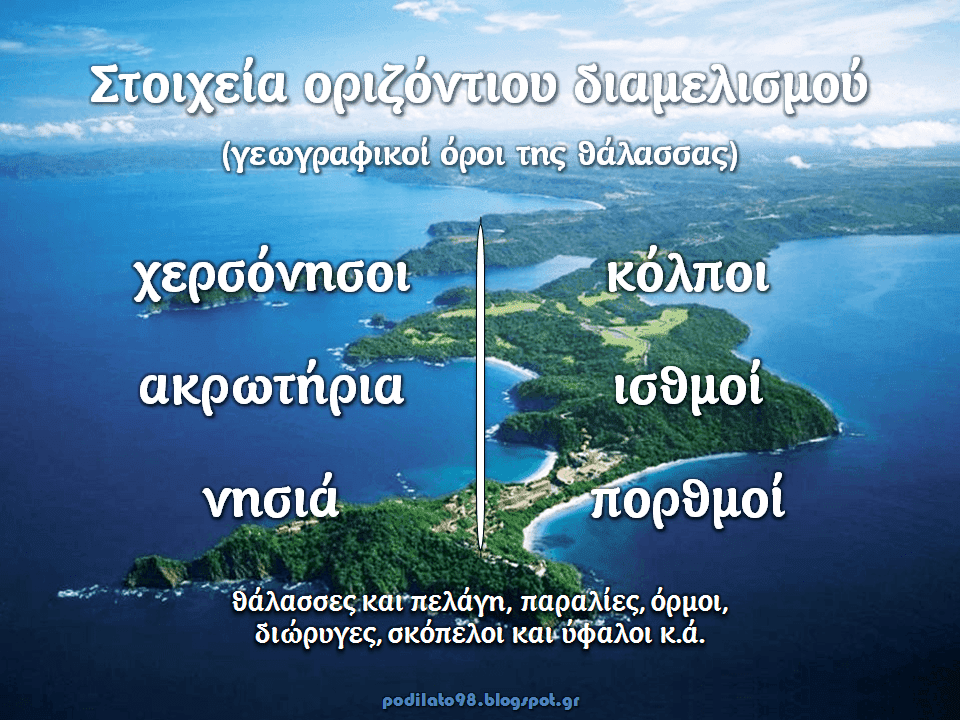 Στοιχεία οριζόντιου διαμελισμού
(γεωγραφικοί όροι της θάλασσας)
χερσόνησοι
ακρωτήρια
νησιά
κόλποι
ισθμοί
πορθμοί
θάλασσες και πελάγη, παραλίες, όρμοι,
διώρυγες, σκόπελοι και ύφαλοι κ.ά.
podilato98.blogspot.gr